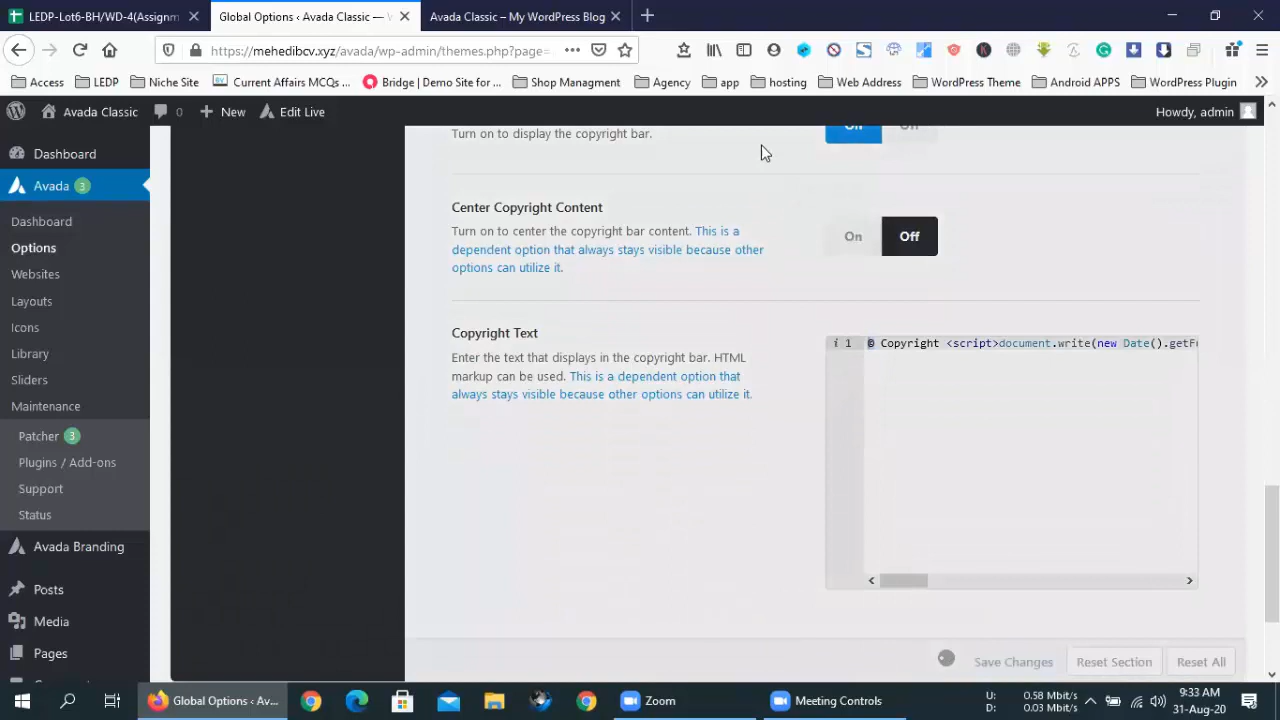 LEDP-Lot6-BH/WD-4(Assignm
Global Options ‹ Avada Classic —
Avada Classic – My WordPress Blog
https://mehedibcv.xyz/avada/wp-admin/themes.php?page=
Access
LEDP
Niche Site
Current Affairs MCQs ...
Bridge | Demo Site for ...
Shop Managment
Agency
app
hosting
Web Address
WordPress Theme
Android APPS
WordPress Plugin
Avada Classic
0
New
Edit Live
Howdy, admin
Dashboard
Avada 3
Dashboard
Options
Websites
Layouts
Icons
Library
Sliders
Maintenance
Patcher 3
Plugins / Add-ons
Support
Status
Avada Branding
Posts
Media
Pages
Turn on to display the copyright bar.
On Off
Center Copyright Content
Turn on to center the copyright bar content. This is a
dependent option that always stays visible because other
options can utilize it.
On Off
Copyright Text
Enter the text that displays in the copyright bar. HTML
markup can be used. This is a dependent option that
always stays visible because other options can utilize it.
i 1 © Copyright <script>document.write(new Date().getF
Save Changes
Reset Section
Reset All
Global Options ‹ Av...
Zoom
Meeting Controls
U: 0.58 Mbit/s
D: 0.03 Mbit/s
9:33 AM
31-Aug-20